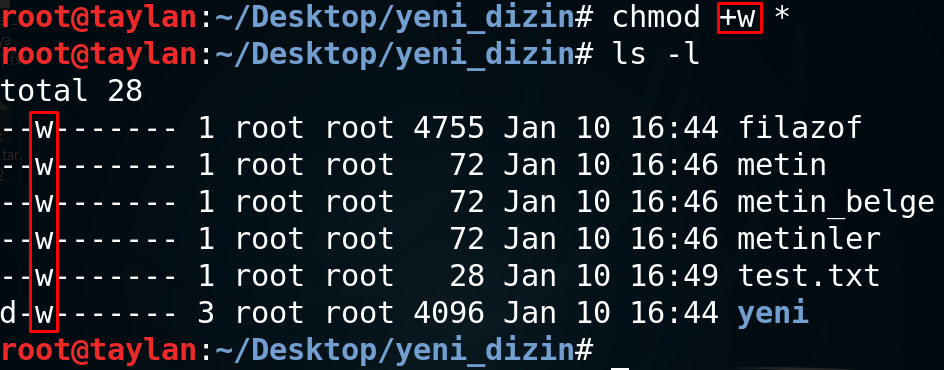 root@taylan:~/Desktop/yeni_dizin# chmod +w *
root@taylan:~/Desktop/yeni_dizin# ls -l
total 28
--w------- 1 root root 4755 Jan 10 16:44 filazof
--w------- 1 root root   72 Jan 10 16:46 metin
--w------- 1 root root   72 Jan 10 16:46 metin_belge
--w------- 1 root root   72 Jan 10 16:46 metinler
--w------- 1 root root   28 Jan 10 16:49 test.txt
d-w------- 3 root root 4096 Jan 10 16:44 yeni
root@taylan:~/Desktop/yeni_dizin#